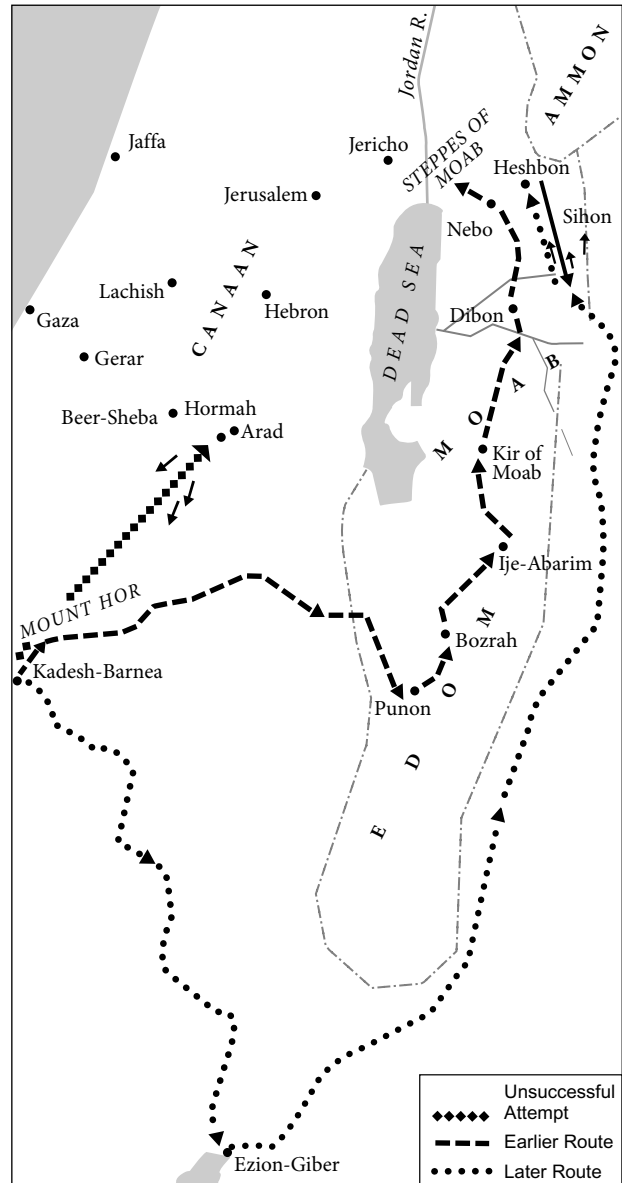 Jordan R.
AMMON
Jaffa
Jericho
STEPPES OF
MOAB
Heshbon
Jerusalem
Sihon
Nebo
CANAAN
DEAD SEA
Lachish
Hebron
Gaza
Dibon
Gerar
MOAB
Beer-Sheba
Hormah
Arad
Kir of
Moab
Ije-Abarim
MOUNT HOR
Kadesh-Barnea
Bozrah
Punon
EDOM
Ezion-Giber
Unsuccessful
Attempt
Earlier Route
Later Route